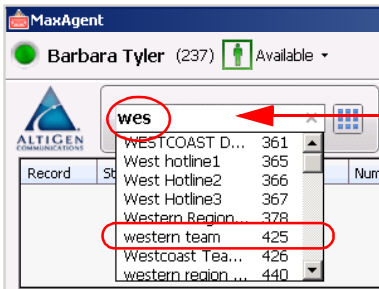 MaxAgent
Barbara Tyler (237) Available
wes
ALTIGEN
COMMUNICATIONS
WESTCOAST D... 361
West hotline1 365
West Hotline2 366
West Hotline3 367
Western Region... 378
western team 425
Westcoast Tea... 426
western region ... 440
Record St Num